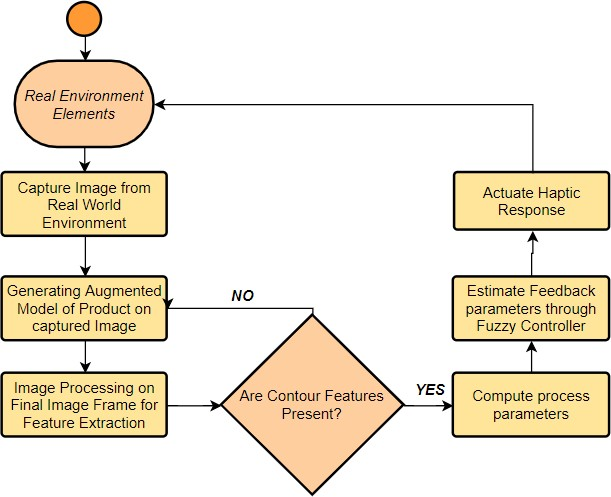 Real Environment
Elements
Capture Image from
Real World
Environment
Generating Augmented
Model of Product on
captured Image
Image Processing on
Final Image Frame for
Feature Extraction
NO
Are Contour Features
Present?
YES
Compute process
parameters
Estimate Feedback
parameters through
Fuzzy Controller
Actuate Haptic
Response